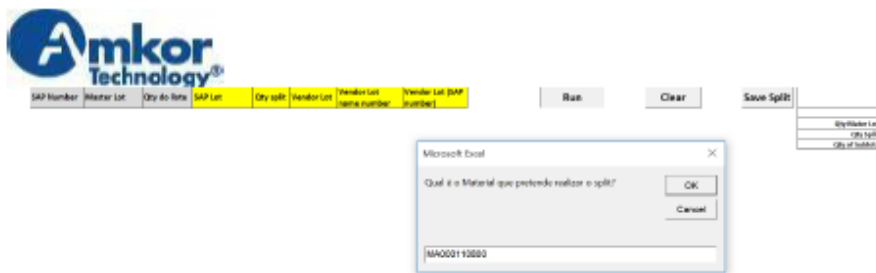 Amkor
Technology®
SAP Number Master Lot Qty do lote SAP Lot Qty split Vendor Lot Vendor Lot name number Vendor Lot (SAP number)
Run Clear Save Split
Qty Master Lot
Qty Split
Qty of
Microsoft Excel
Qual é o Material que pretende realizar o split?
OK
Cancel